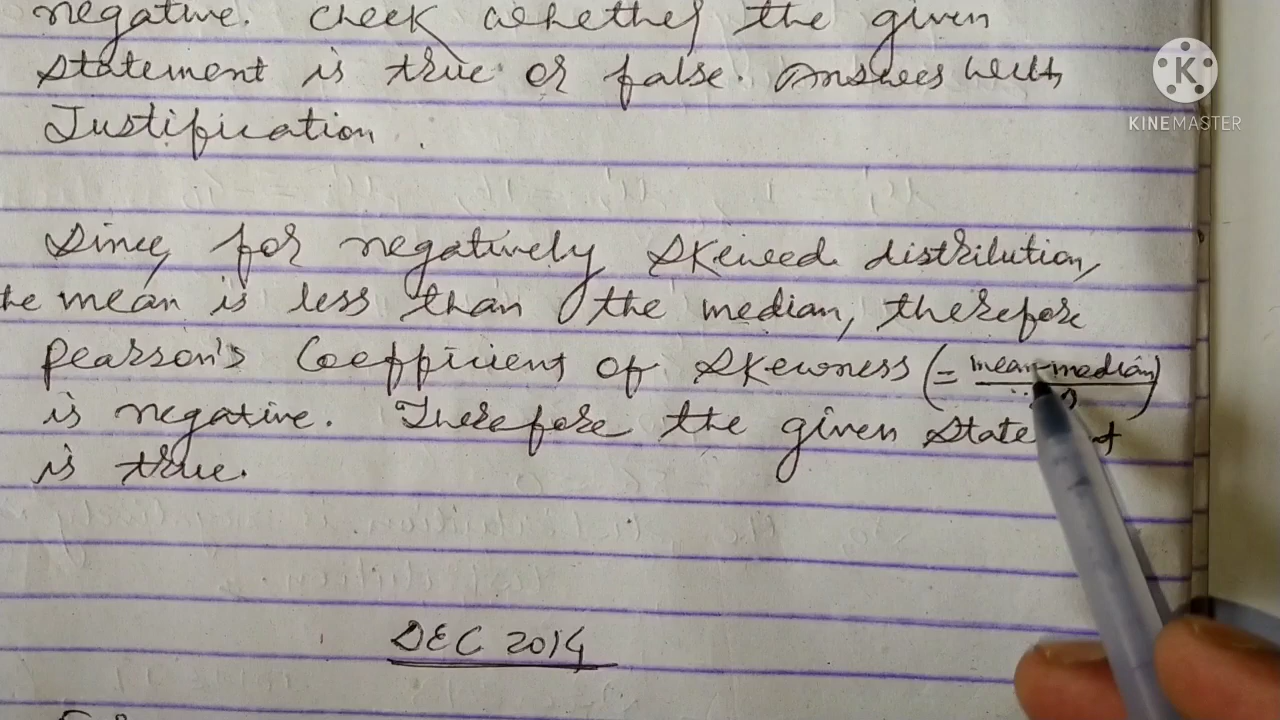 negative. Check whether the given
statement is true or false. Answer with
Justification.
Since for negatively skewed distribution,
the mean is less than the median, therefore
pearson's Coefficient of skewness (= mean-median)
is negative. Therefore the given
is true.
DEC 2014
K
KINEMASTER